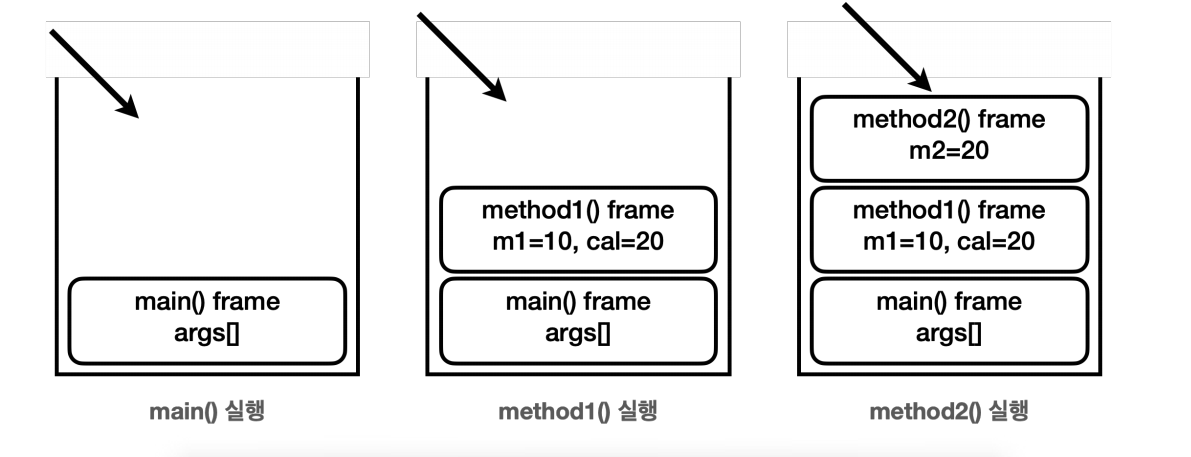 main() frame
args[]
main() 실행
method1() frame
m1=10, cal=20
main() frame
args[]
method1() 실행
method2() frame
m2=20
method1() frame
m1=10, cal=20
main() frame
args[]
method2() 실행